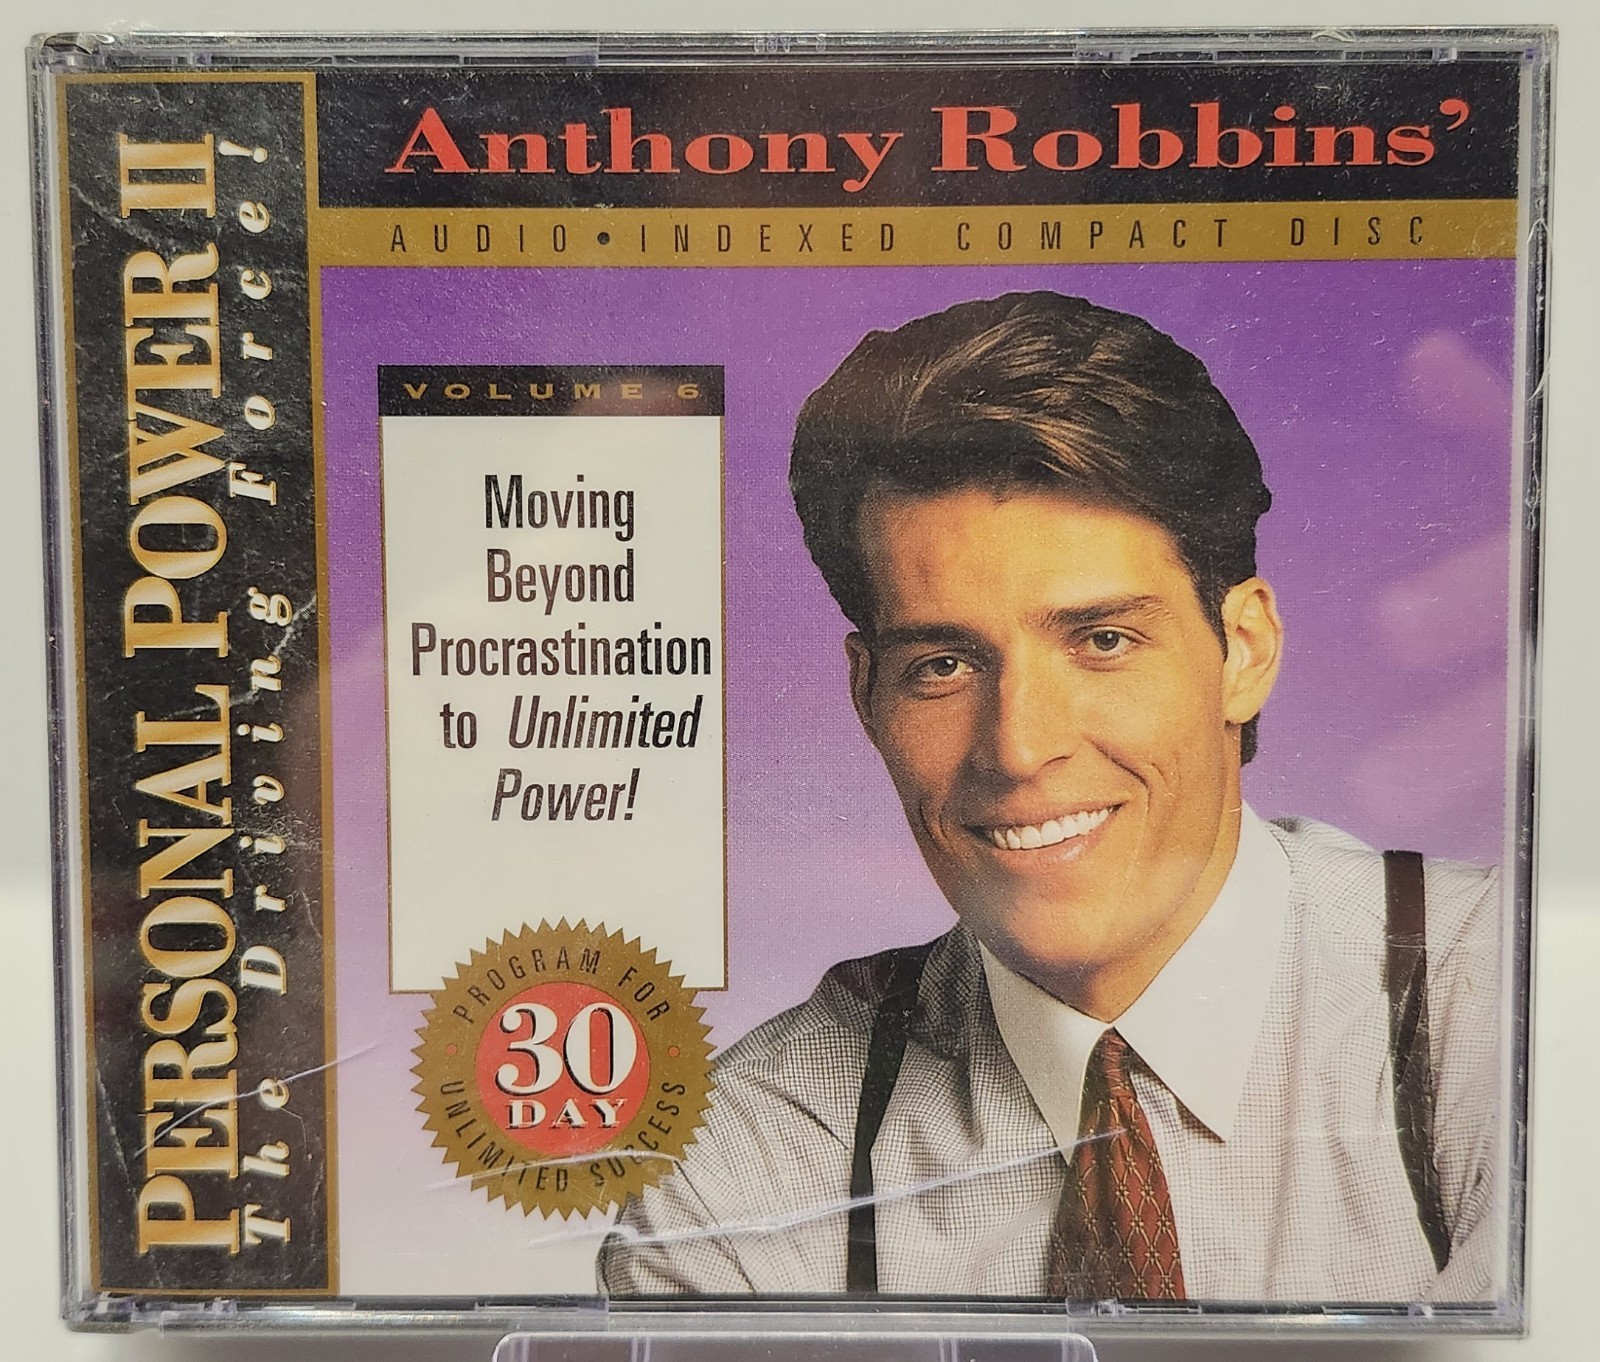 Anthony Robbins'
AUDIO•INDEXED COMPACT DISC
PERSONAL POWER II
The Driving Force!
VOLUME 6
Moving
Beyond
Procrastination
to Unlimited
Power!
PROGRAM FOR
30
DAY
UNLIMITED SUCCESS